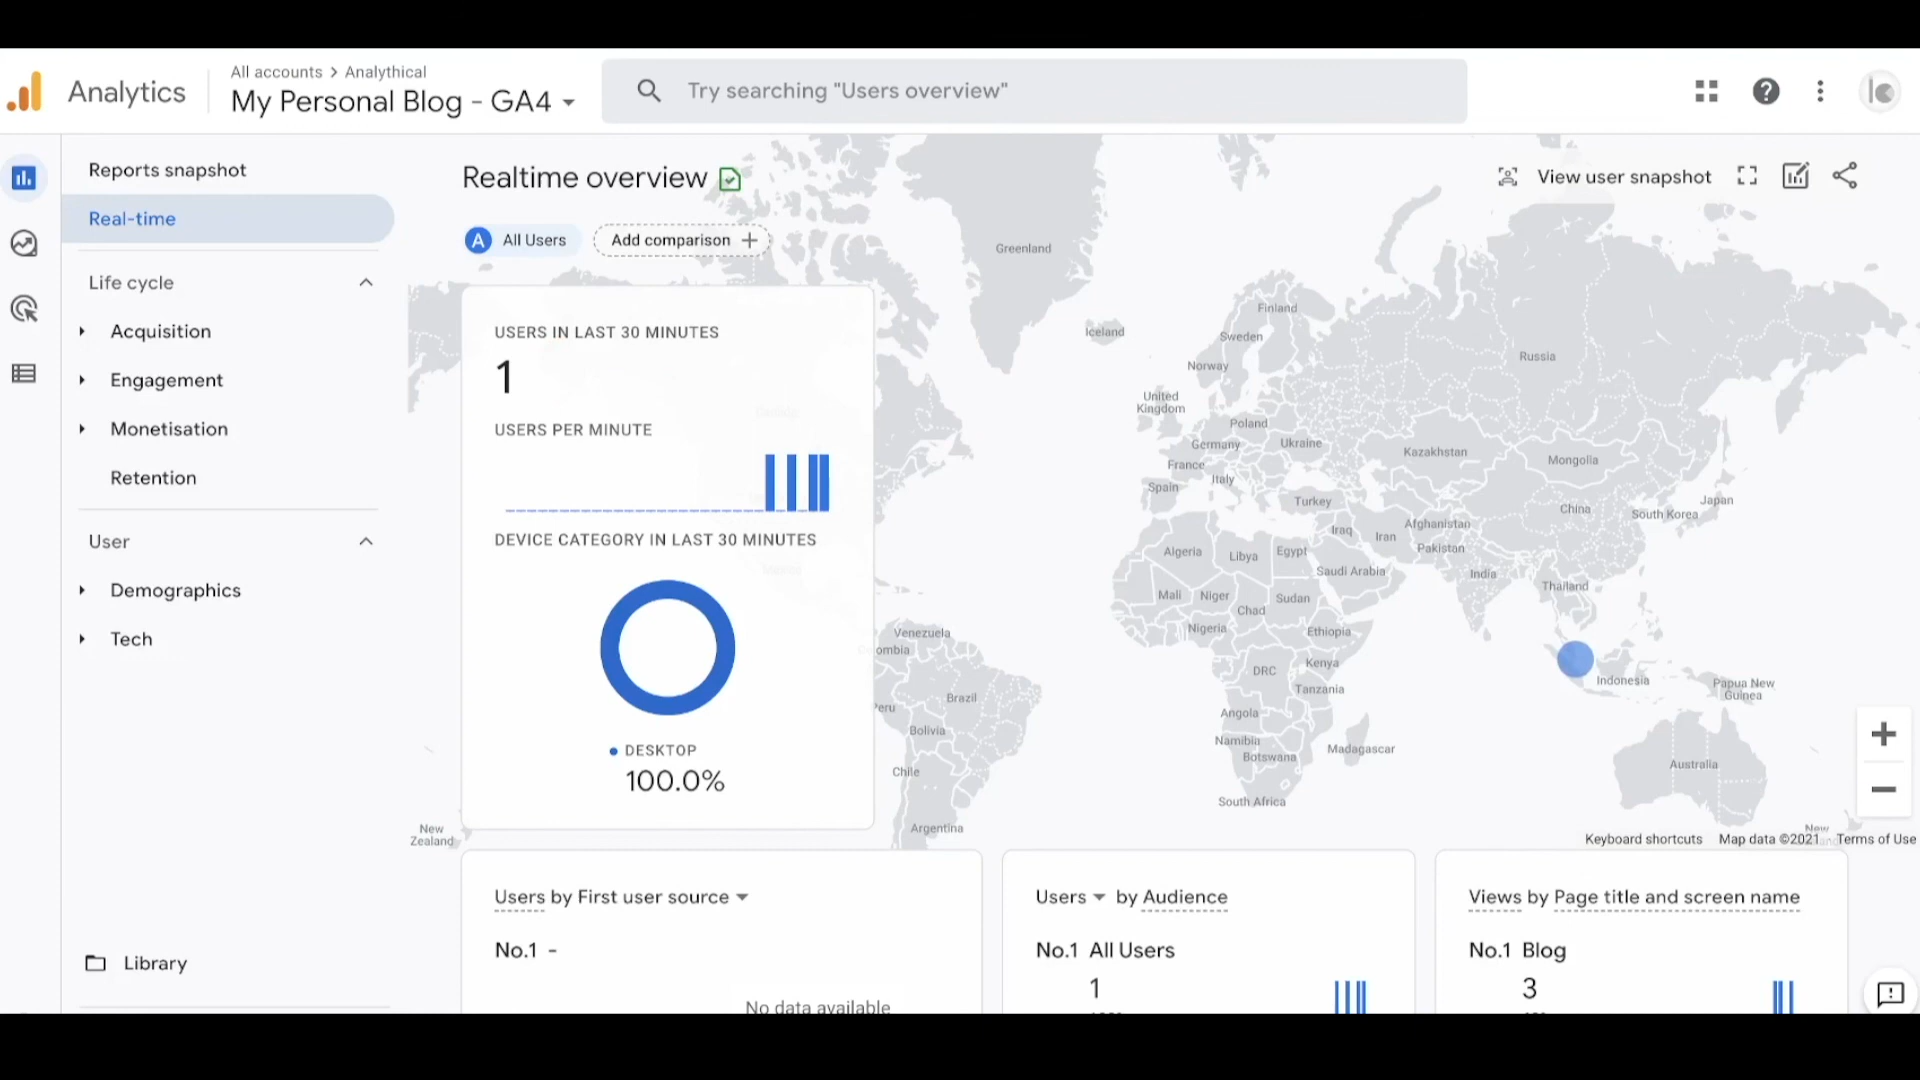 Analytics
All accounts > Analythical
My Personal Blog - GA4
Try searching "Users overview"
Reports snapshot
Real-time
Life cycle
Acquisition
Engagement
Monetisation
Retention
User
Demographics
Tech
Library
Realtime overview
View user snapshot
A All Users
Add comparison +
USERS IN LAST 30 MINUTES
1
USERS PER MINUTE
DEVICE CATEGORY IN LAST 30 MINUTES
DESKTOP
100.0%
Greenland
Iceland
Finland
Sweden
Norway
Russia
United
Kingdom
Poland
Germany
Ukraine
France
Kazakhstan
Mongolia
Italy
Spain
Turkey
Japan
China
South Korea
Afghanistan
Iraq
Iran
Pakistan
Algeria
Libya
Egypt
Saudi Arabia
India
Thailand
Mali
Niger
Sudan
Chad
Nigeria
Ethiopia
Venezuela
ombia
DRC
Kenya
Indonesia
Papua New
Guinea
Tanzania
Brazil
Peru
Angola
Bolivia
Namibia
Botswana
Madagascar
Australia
Chile
South Africa
Argentina
New
Zealand
Keyboard shortcuts
Map data ©2021
Terms of Use
Users by First user source
No.1 -
No data available
Users by Audience
No.1 All Users
1
Views by Page title and screen name
No.1 Blog
3